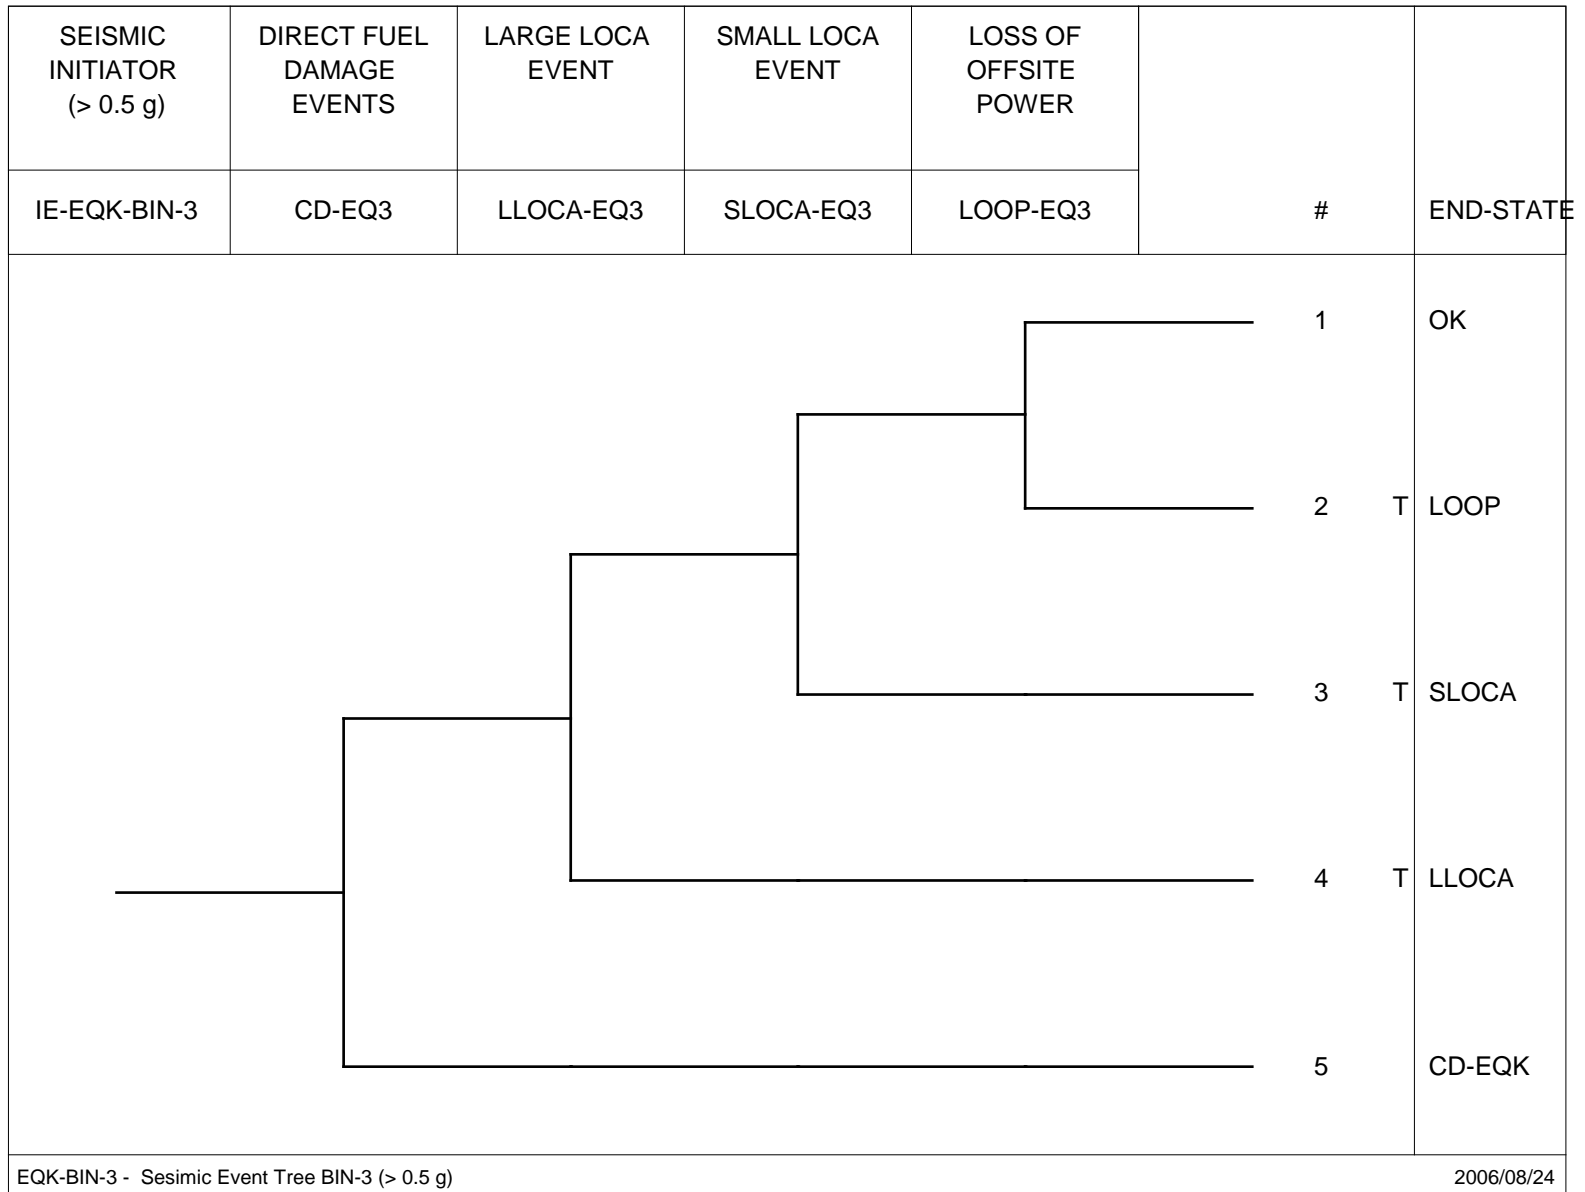 SEISMIC
INITIATOR
(> 0.5 g)
DIRECT FUEL
DAMAGE
EVENTS
LARGE LOCA
EVENT
SMALL LOCA
EVENT
LOSS OF
OFFSITE
POWER
IE-EQK-BIN-3
CD-EQ3
LLOCA-EQ3
SLOCA-EQ3
LOOP-EQ3
#
END-STATE
1 OK
2 T LOOP
3 T SLOCA
4 T LLOCA
5 CD-EQK
EQK-BIN-3 - Sesimic Event Tree BIN-3 (> 0.5 g)
2006/08/24